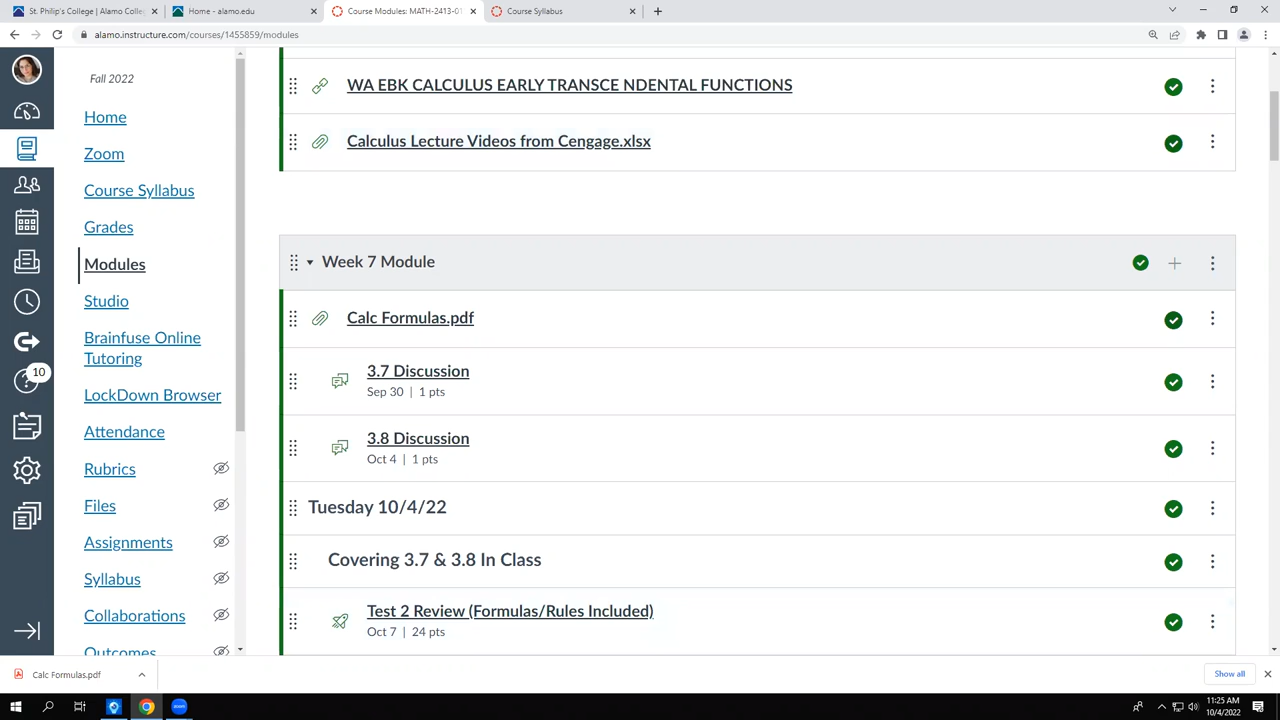 St. Philip's College | Alamo Colle
Home - alamo.edu
Course Modules: MATH-2413-01
Course Syllabus
alamo.instructure.com/courses/1455859/modules
Fall 2022
Home
Zoom
Course Syllabus
Grades
Modules
Studio
Brainfuse Online
Tutoring
LockDown Browser
Attendance
Rubrics
Files
Assignments
Syllabus
Collaborations
Outcomes
10
WA EBK CALCULUS EARLY TRANSCE NDENTAL FUNCTIONS
Calculus Lecture Videos from Cengage.xlsx
Week 7 Module
Calc Formulas.pdf
3.7 Discussion
Sep 30 | 1 pts
3.8 Discussion
Oct 4 | 1 pts
Tuesday 10/4/22
Covering 3.7 & 3.8 In Class
Test 2 Review (Formulas/Rules Included)
Oct 7 | 24 pts
Calc Formulas.pdf
Show all
zoom
11:25 AM
10/4/2022